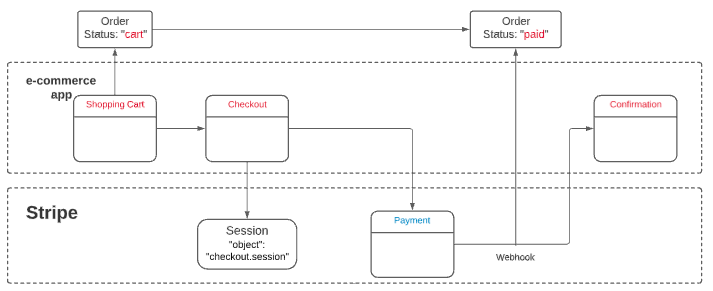 Order
Status: "cart"
Order
Status: "paid"
e-commerce
app
Shopping Cart
Checkout
Confirmation
Stripe
Session
"object":
"checkout.session"
Payment
Webhook